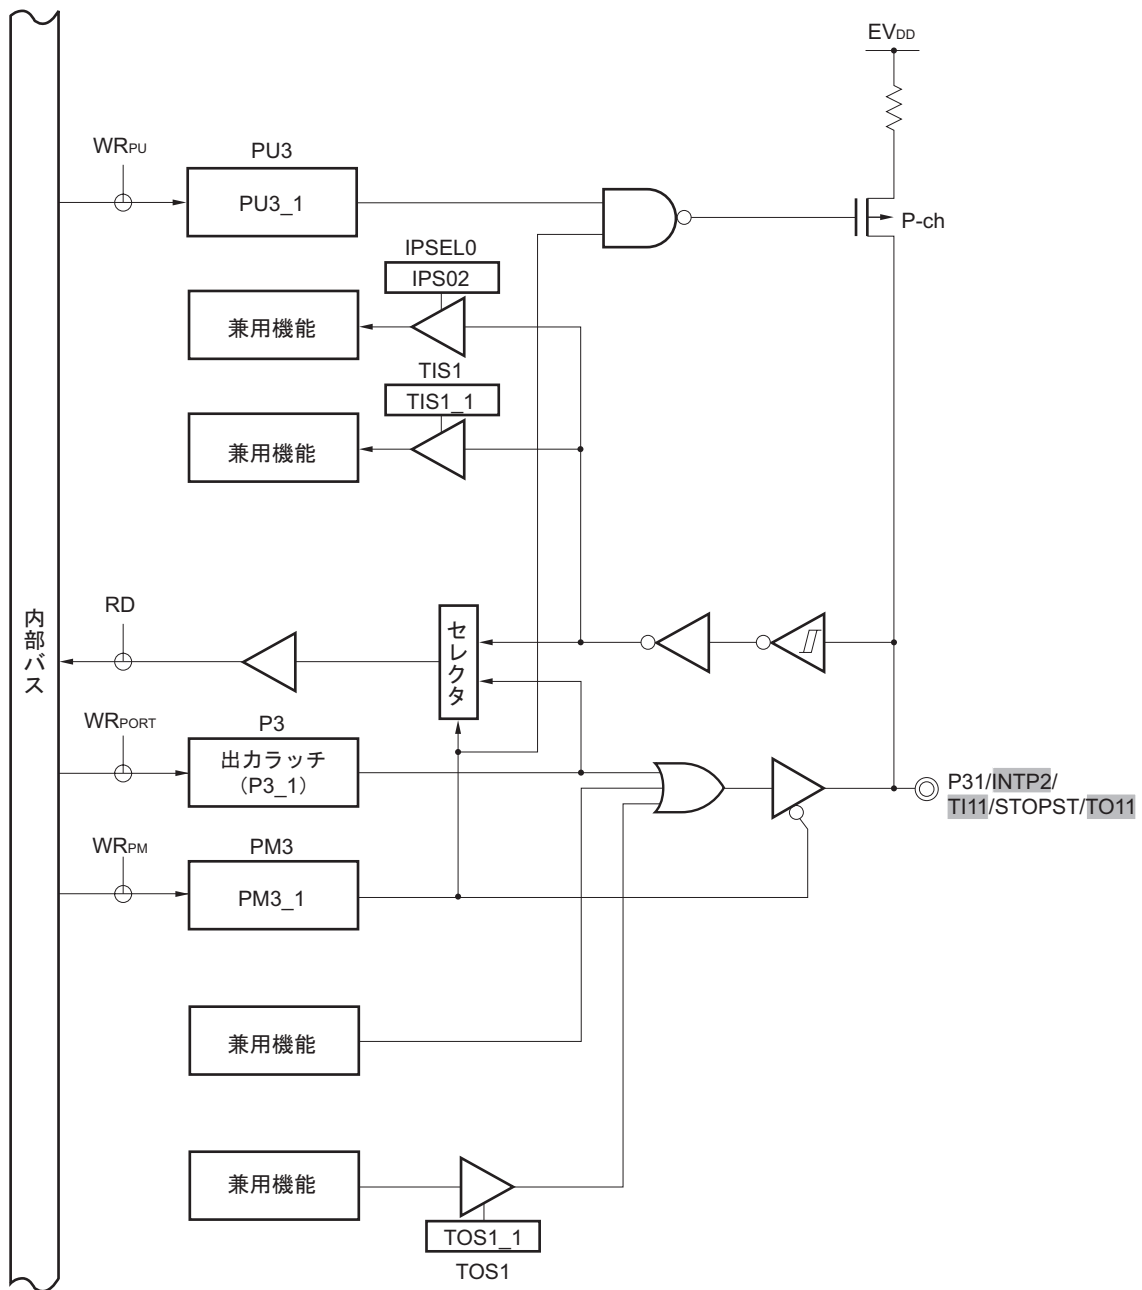 EVDD
WRPU
PU3
PU3_1
P-ch
IPSEL0
IPS02
兼用機能
TIS1
TIS1_1
兼用機能
内部バス
RD
セレクタ
WRPORT
P3
出力ラッチ
(P3_1)
P31/INTP2/
TI11/STOPST/TO11
WRPM
PM3
PM3_1
兼用機能
兼用機能
TOS1_1
TOS1